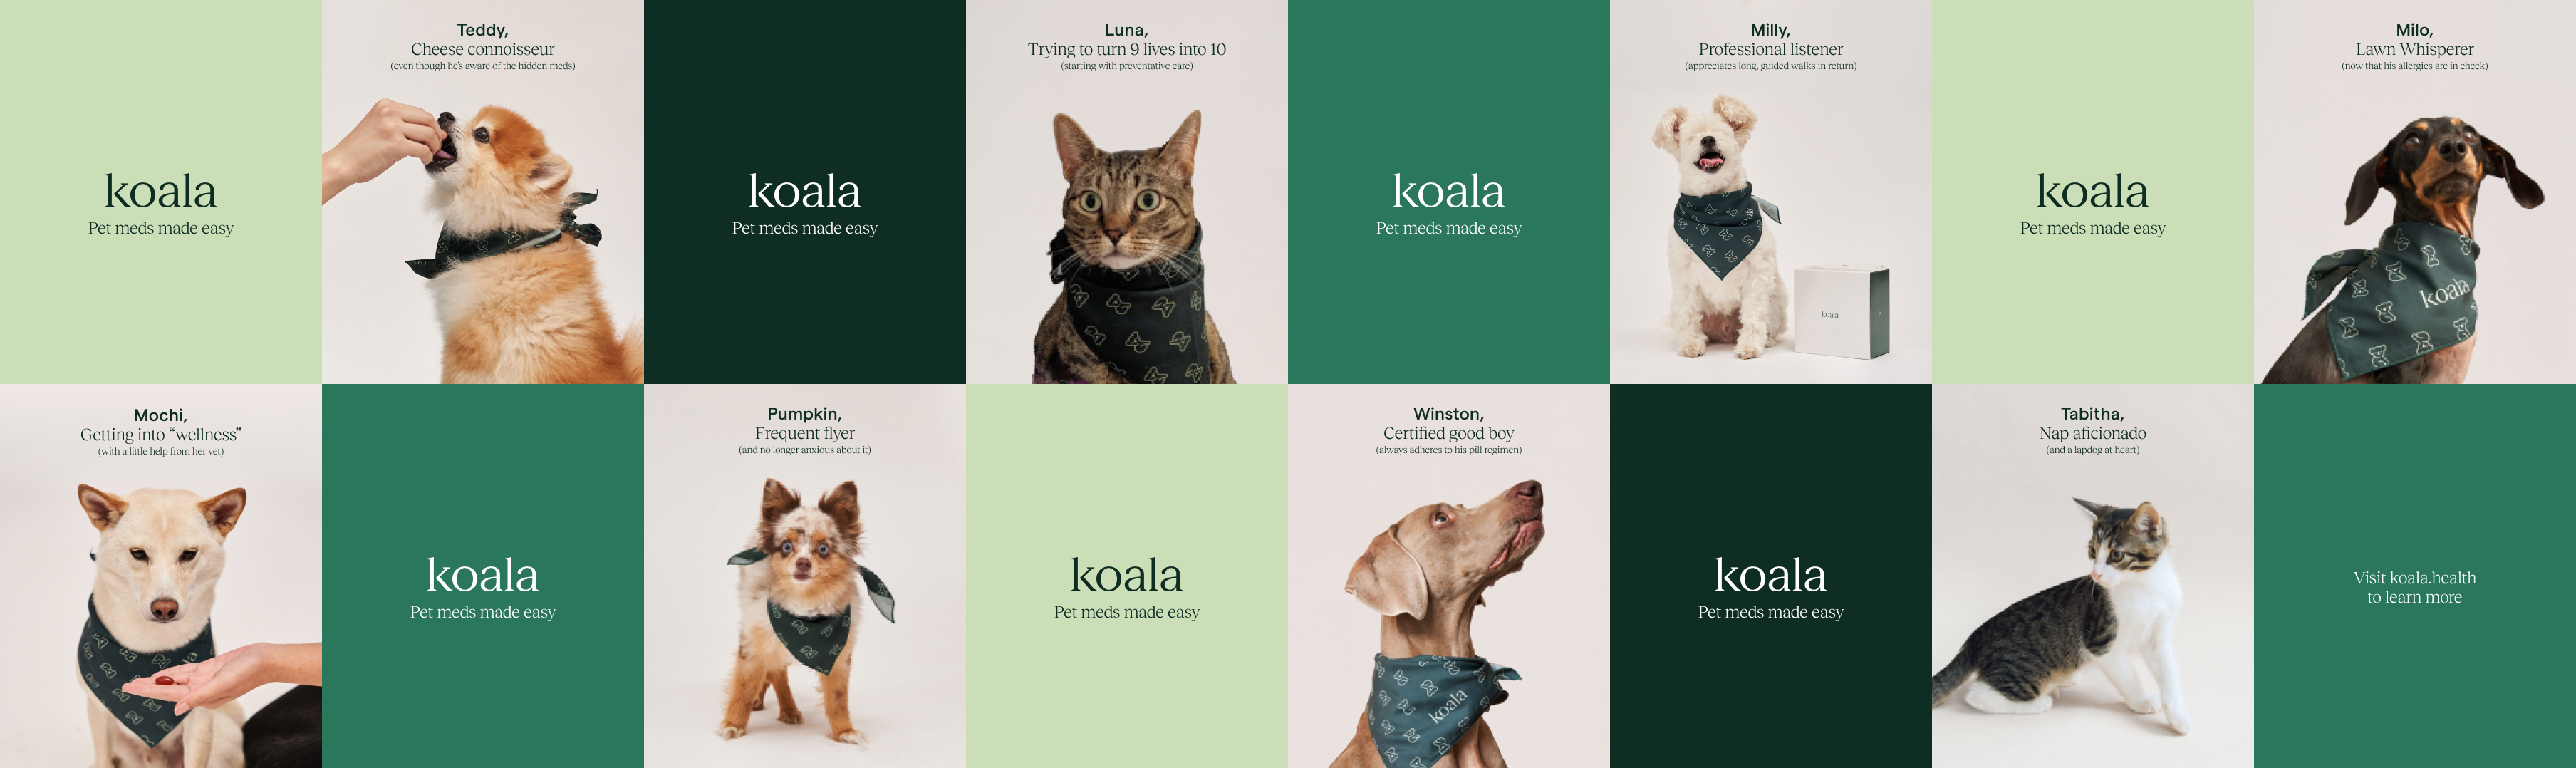 koala
Pet meds made easy
Teddy,
Cheese connoisseur
(even though he's aware of the hidden meds)
koala
Pet meds made easy
Luna,
Trying to turn 9 lives into 10
(starting with preventative care)
koala
Pet meds made easy
Milly,
Professional listener
(appreciates long, guided walks in return)
koala
koala
Pet meds made easy
Milo,
Lawn Whisperer
(now that his allergies are in check)
koala
Mochi,
Getting into “wellness”
(with a little help from her vet)
koala
Pet meds made easy
Pumpkin,
Frequent flyer
(and no longer anxious about it)
koala
Pet meds made easy
Winston,
Certified good boy
(always adheres to his pill regimen)
koala
koala
Pet meds made easy
Tabitha,
Nap aficionado
(and a lapdog at heart)
Visit koala.health
to learn more